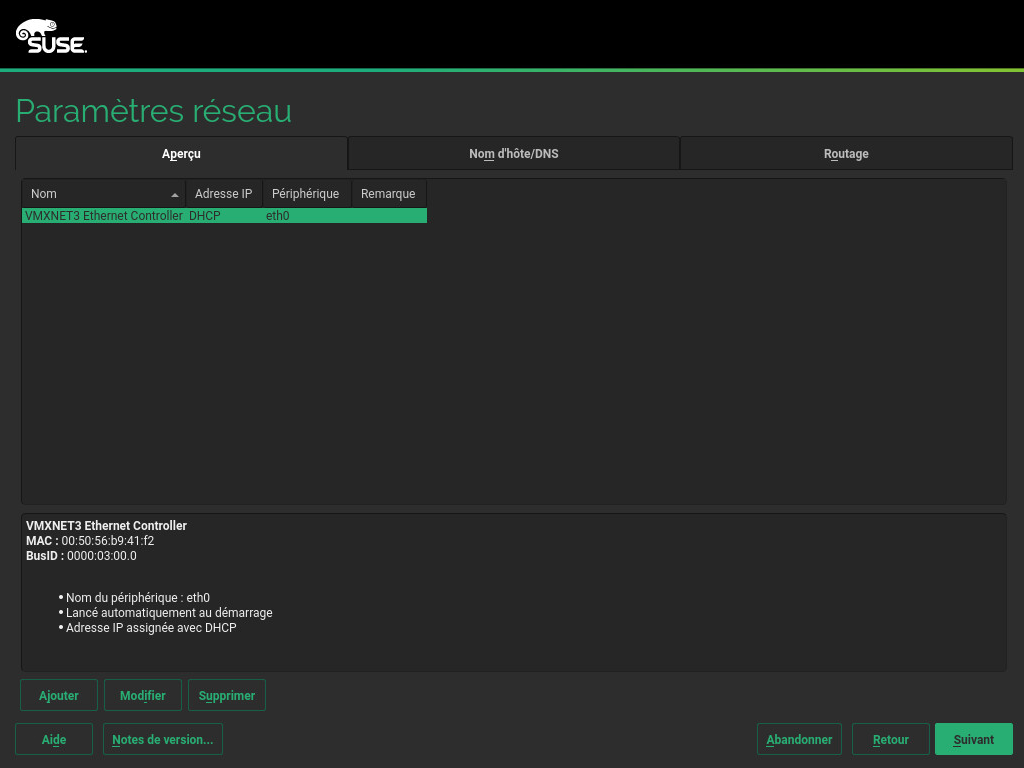 SUSE.
Paramètres réseau
Aperçu Nom d'hôte/DNS Routage
Nom Adresse IP Périphérique Remarque
VMXNET3 Ethernet Controller DHCP eth0
VMXNET3 Ethernet Controller
MAC : 00:50:56:b9:41:f2
BusID : 0000:03:00.0
• Nom du périphérique : eth0
• Lancé automatiquement au démarrage
• Adresse IP assignée avec DHCP
Ajouter Modifier Supprimer
Aide Notes de version... Abandonner Retour Suivant